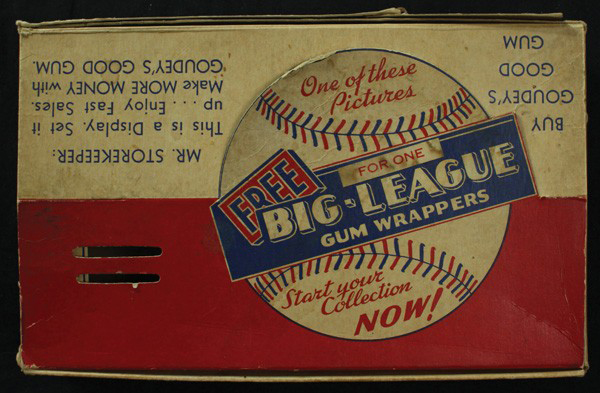 MR. STOREKEEPER:
This is a Display. Set it
up. . . . Enjoy Fast Sales.
Make MORE MONEY with
GOUDEY'S GOOD GUM.
BUY
GOUDEY'S
GOOD
GUM
One of these
Pictures
FREE
FOR ONE
BIG-LEAGUE
GUM WRAPPERS
Start your
Collection
NOW!